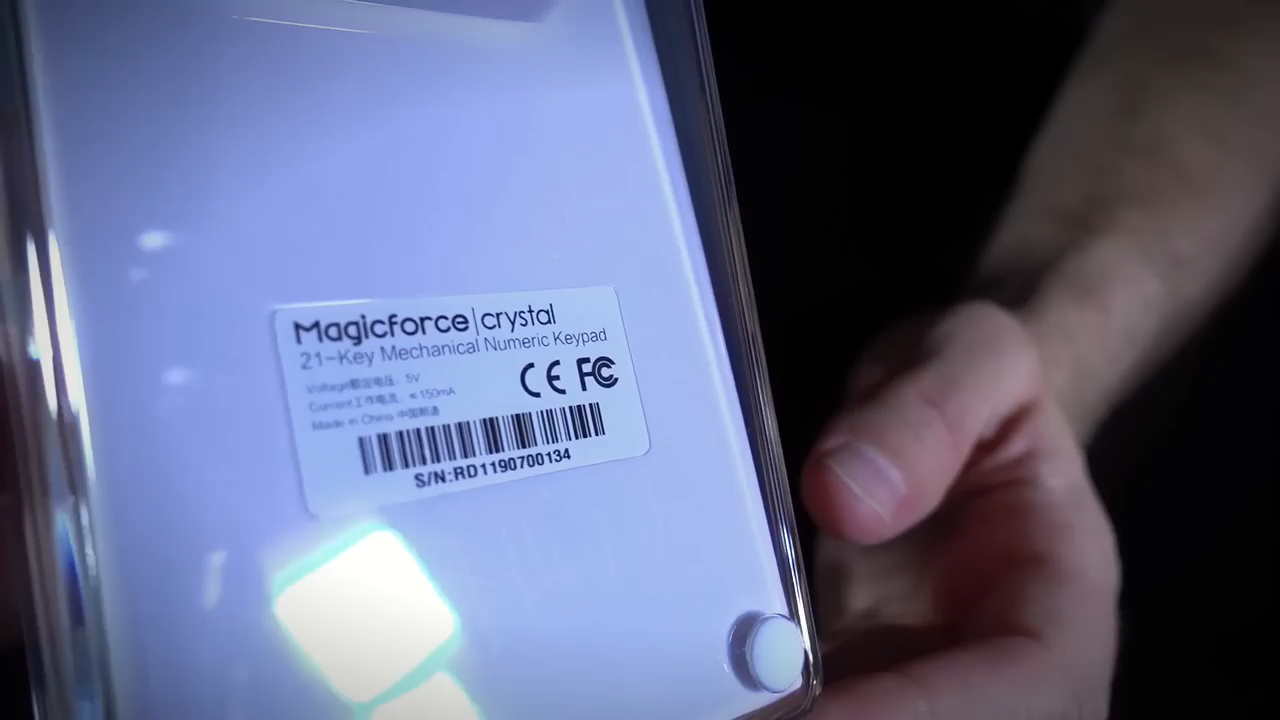 Magicforce|crystal
21-Key Mechanical Numeric Keypad
Voltage额定电压: 5V
Current工作电流: ≤150mA
Made in China 中国制造
CE FC
S/N:RD1190700134